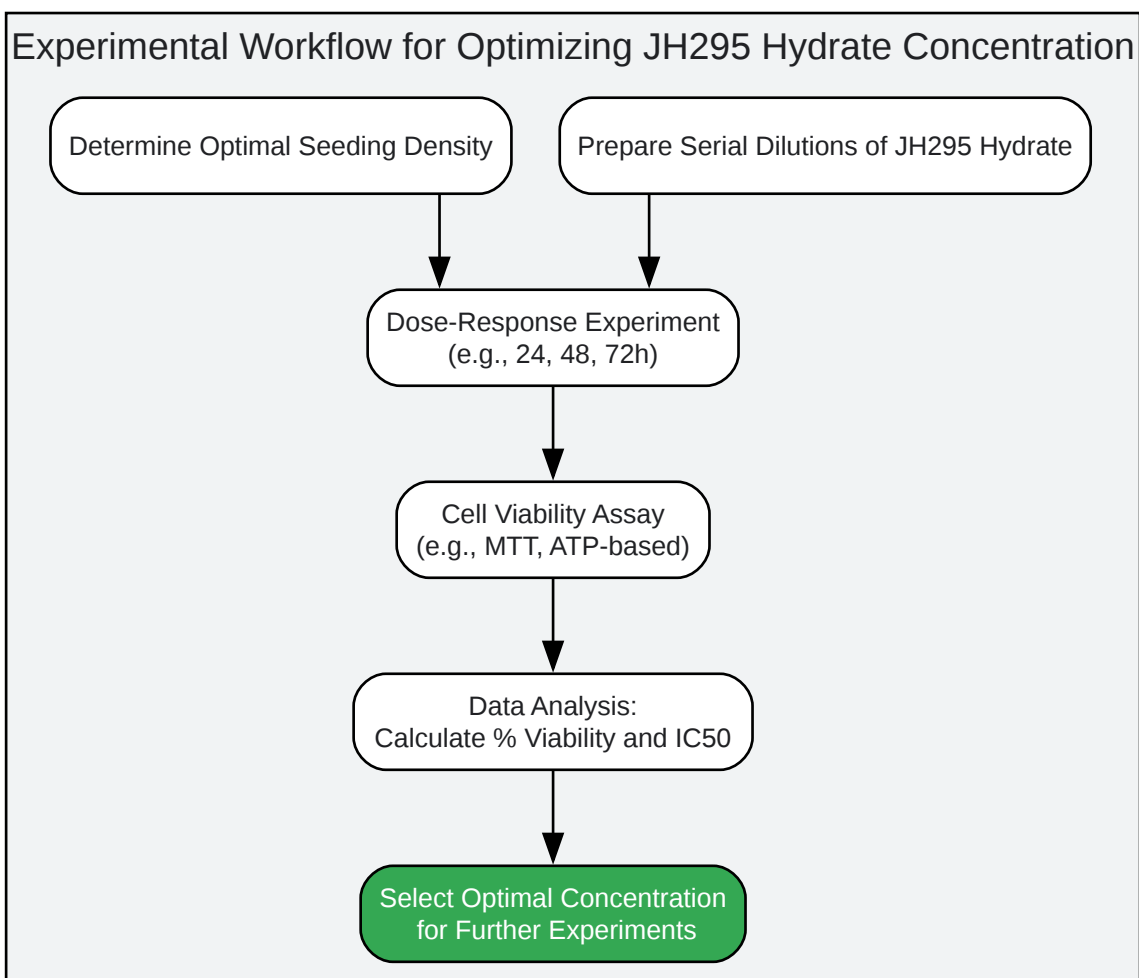 Experimental Workflow for Optimizing JH295 Hydrate Concentration
Determine Optimal Seeding Density
Prepare Serial Dilutions of JH295 Hydrate
Dose-Response Experiment
(e.g., 24, 48, 72h)
Cell Viability Assay
(e.g., MTT, ATP-based)
Data Analysis:
Calculate % Viability and IC50
Select Optimal Concentration
for Further Experiments